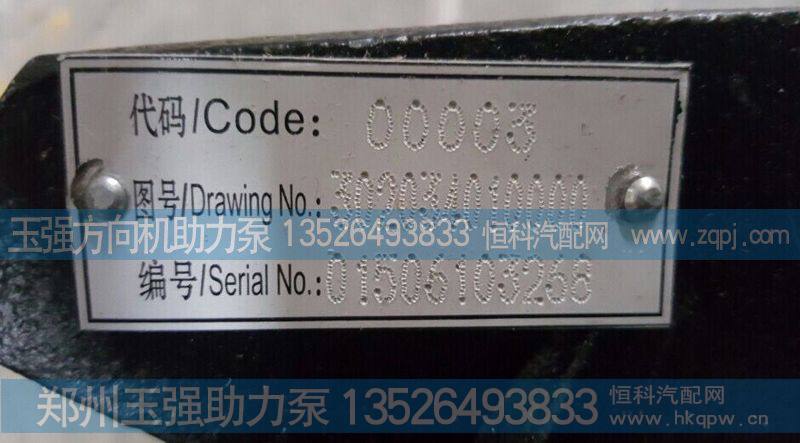 代码/Code: 00003
图号/Drawing No.: 302034010000
玉强方向机助力泵 13526493833 恒科汽配网 www.zqpj.com
编号/Serial No.: 01506103268
郑州玉强助力泵 13526493833 恒科汽配网
www.hkqpw.cn